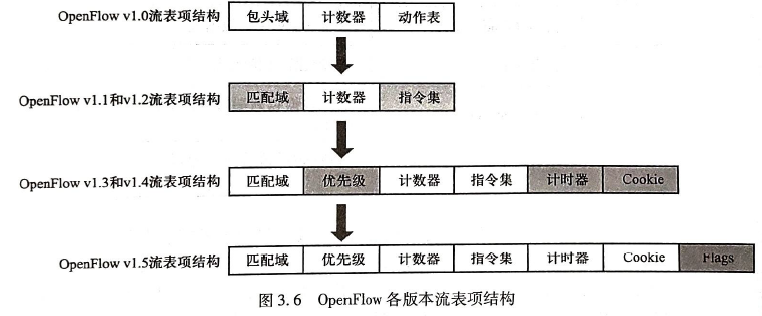 OpenFlow v1.0流表项结构 包头域 计数器 动作表
OpenFlow v1.1和v1.2流表项结构 匹配域 计数器 指令集
OpenFlow v1.3和v1.4流表项结构 匹配域 优先级 计数器 指令集 计时器 Cookie
OpenFlow v1.5流表项结构 匹配域 优先级 计数器 指令集 计时器 Cookie Flags
图 3.6 OpenFlow 各版本流表项结构